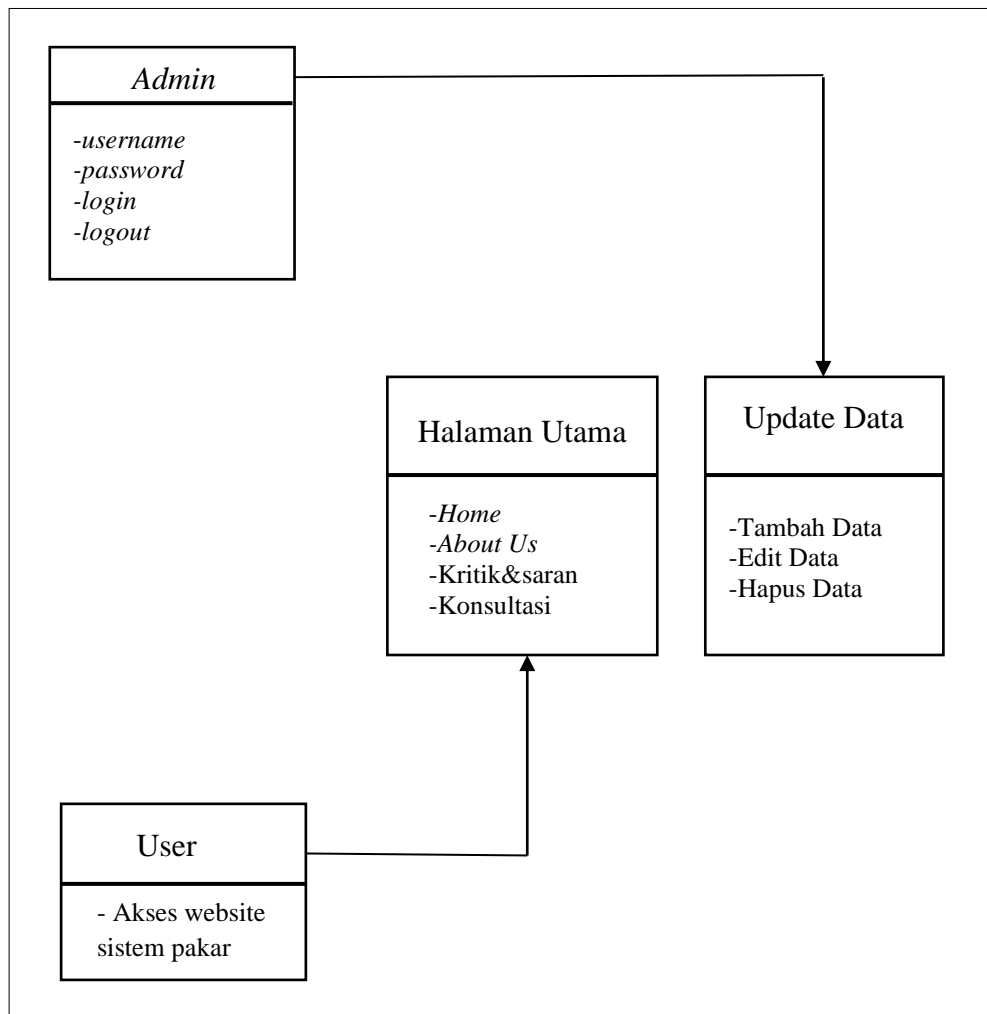 Admin
-username
-password
-login
-logout
Halaman Utama
-Home
-About Us
-Kritik&saran
-Konsultasi
Update Data
-Tambah Data
-Edit Data
-Hapus Data
User
- Akses website
sistem pakar